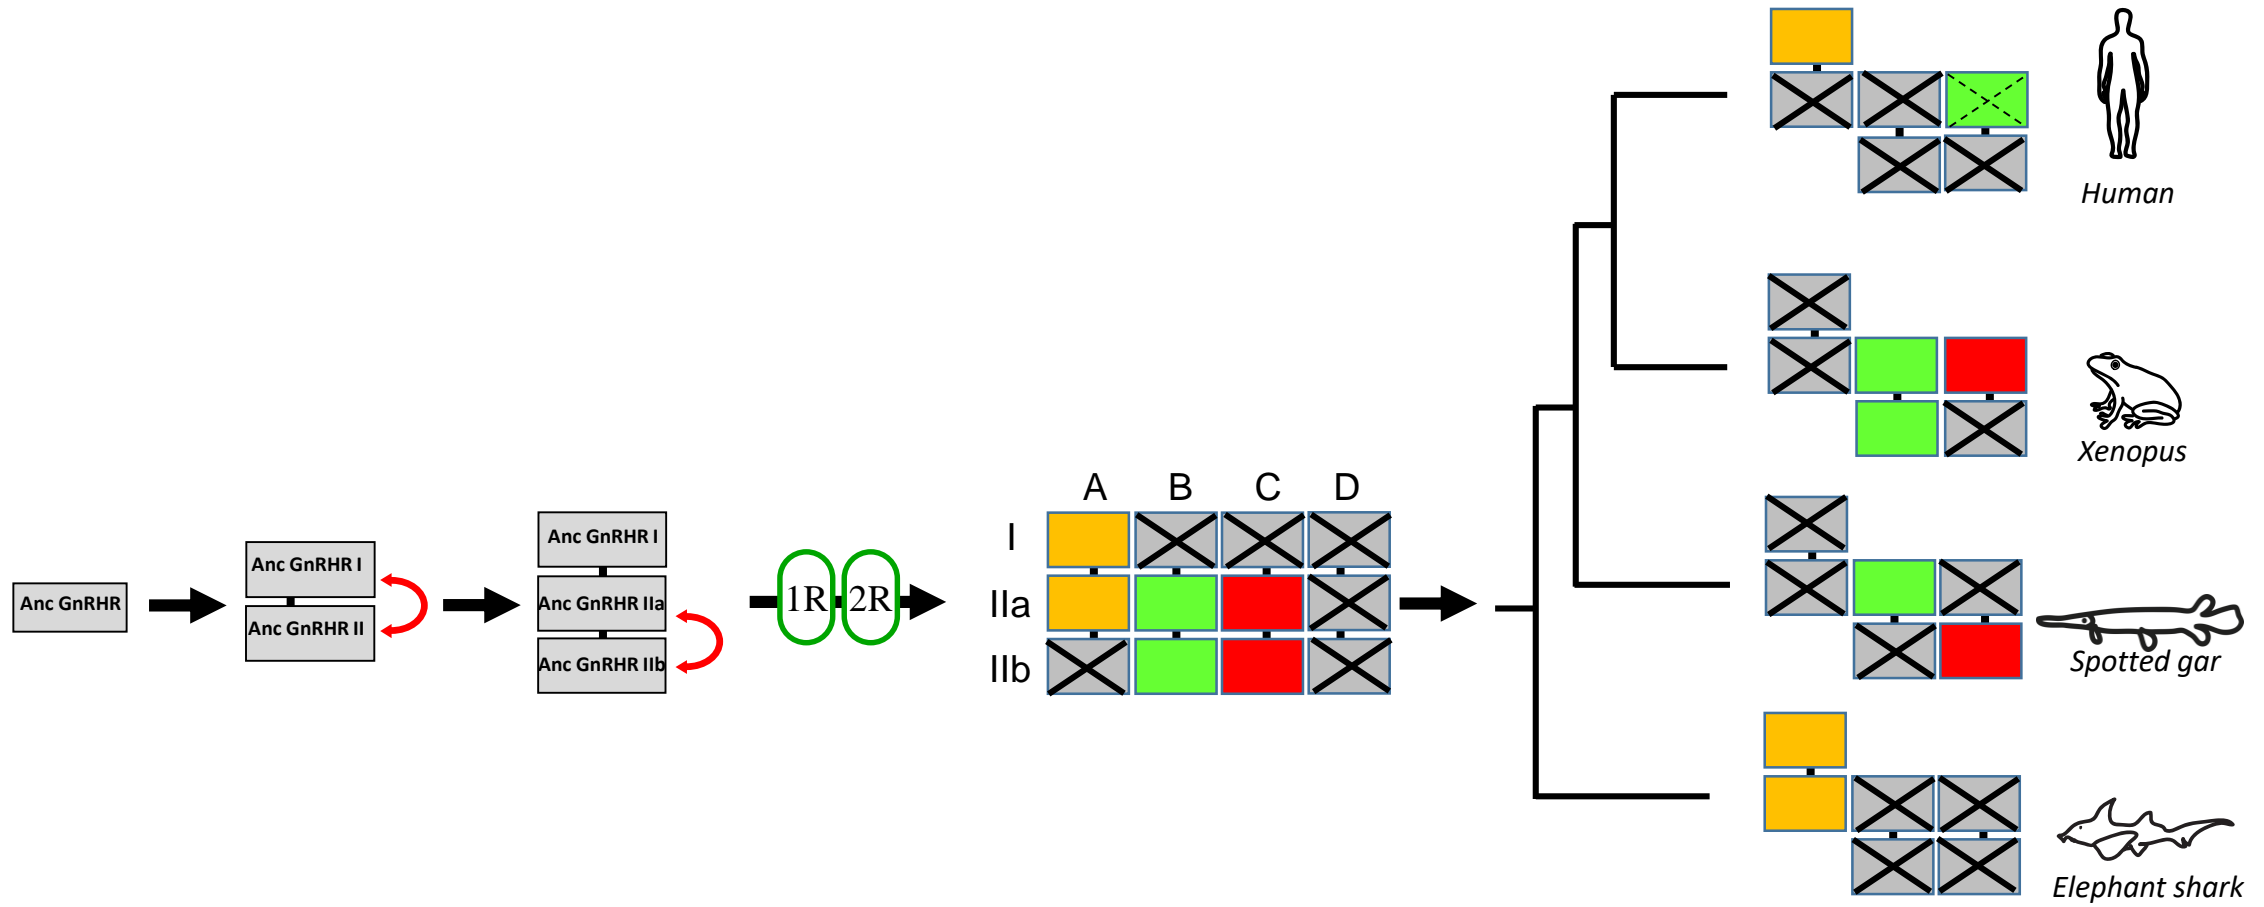 Anc GnRHR
Anc GnRHR I
Anc GnRHR II
Anc GnRHR I
Anc GnRHR IIa
Anc GnRHR IIb
1R 2R
A B C D
I
IIa
IIb
Human
Xenopus
Spotted gar
Elephant shark